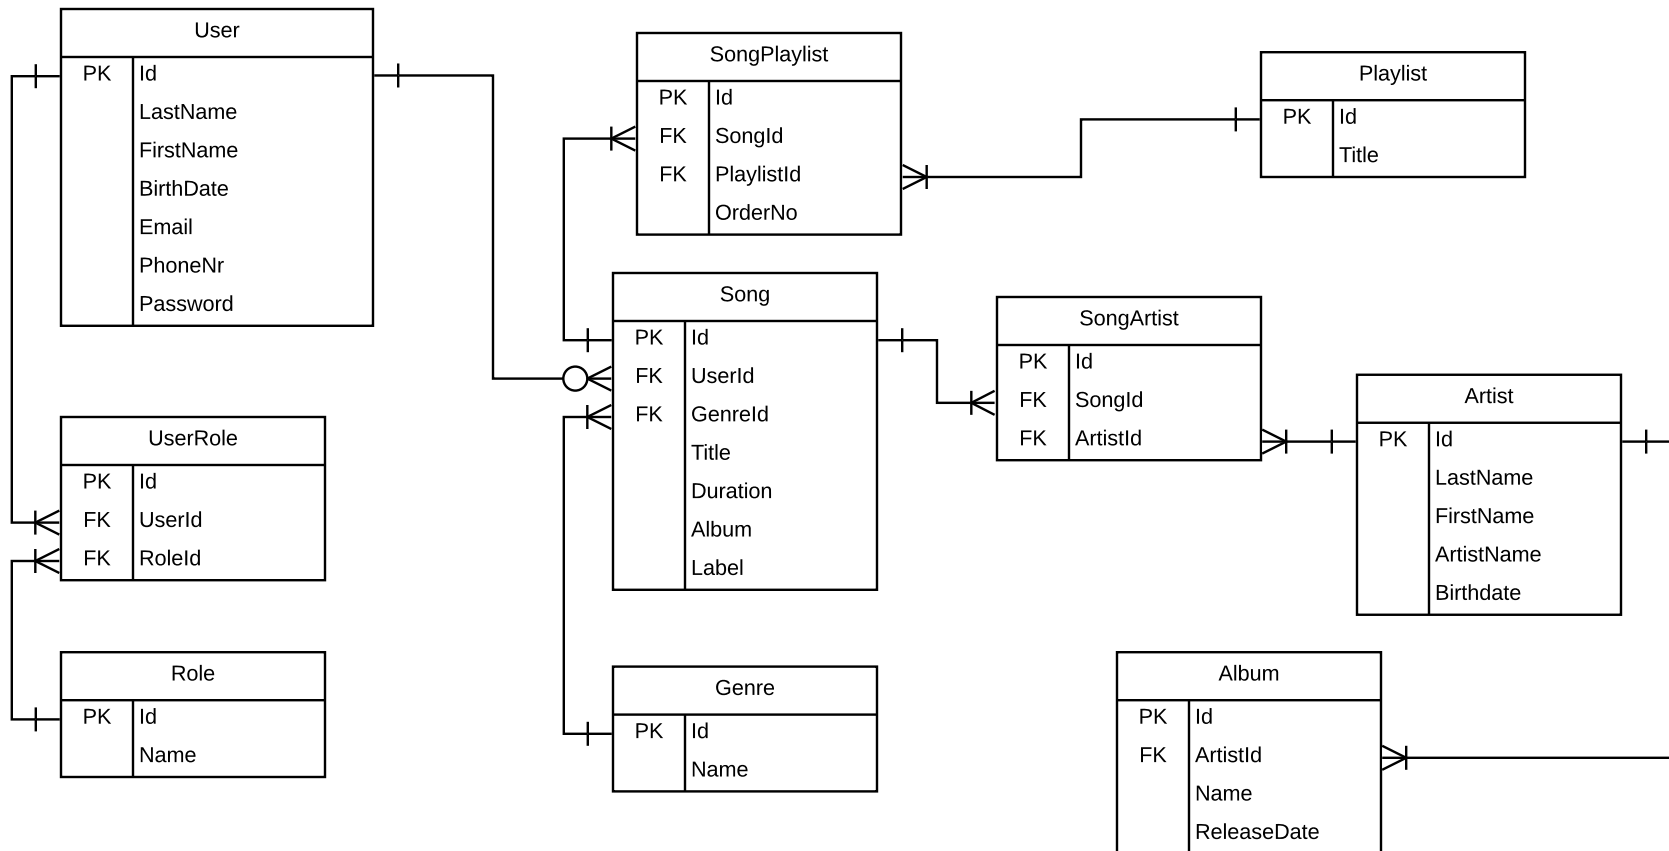 User
PK Id
LastName
FirstName
BirthDate
Email
PhoneNr
Password
SongPlaylist
PK Id
FK SongId
FK PlaylistId
OrderNo
Playlist
PK Id
Title
Song
PK Id
FK UserId
FK GenreId
Title
Duration
Album
Label
SongArtist
PK Id
FK SongId
FK ArtistId
Artist
PK Id
LastName
FirstName
ArtistName
Birthdate
UserRole
PK Id
FK UserId
FK RoleId
Role
PK Id
Name
Genre
PK Id
Name
Album
PK Id
FK ArtistId
Name
ReleaseDate